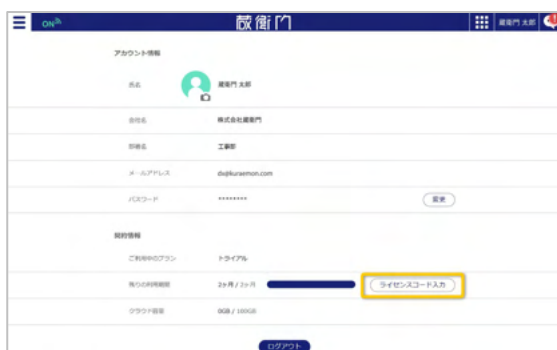 ON
蔵衛門
蔵衛門 太郎
アカウント情報
氏名
蔵衛門 太郎
会社名
株式会社蔵衛門
部署名
工事部
メールアドレス
dx@kuraemon.com
パスワード
********
変更
契約情報
ご利用中のプラン
トライアル
残りの利用期間
2ヶ月 / 2ヶ月
ライセンスコード入力
クラウド容量
0GB / 100GB
ログアウト